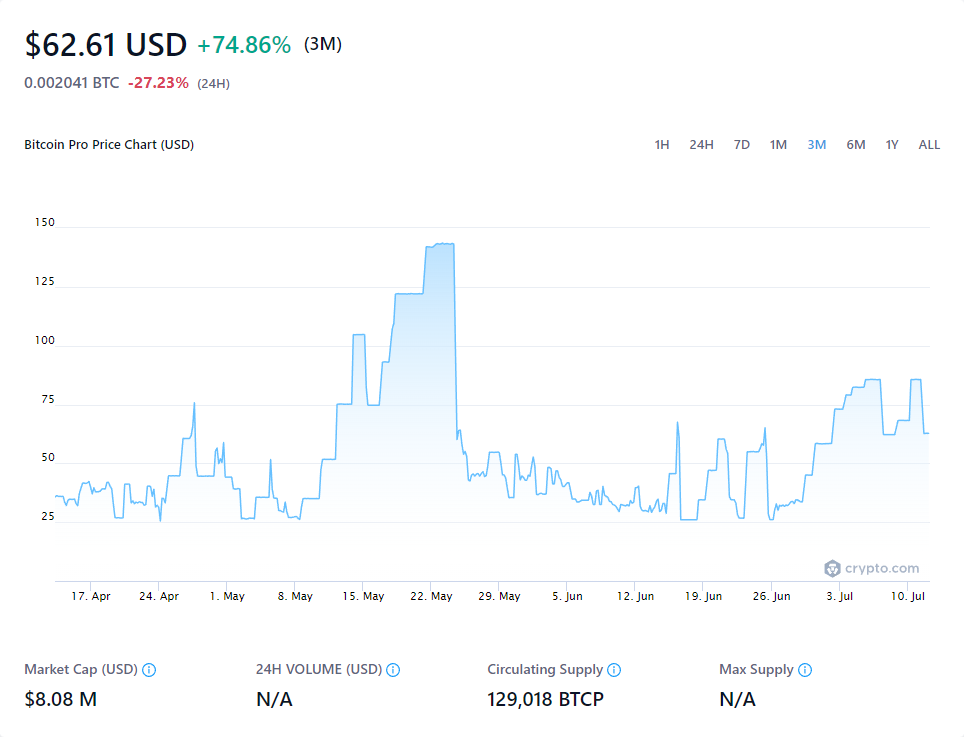 $62.61 USD +74.86% (3M)
0.002041 BTC -27.23% (24H)
Bitcoin Pro Price Chart (USD) 1H 24H 7D 1M 3M 6M 1Y ALL
150
125
100
75
50
25
crypto.com
17. Apr 24. Apr 1. May 8. May 15. May 22. May 29. May 5. Jun 12. Jun 19. Jun 26. Jun 3. Jul 10. Jul
Market Cap (USD) 24H VOLUME (USD) Circulating Supply Max Supply
$8.08 M N/A 129,018 BTCP N/A